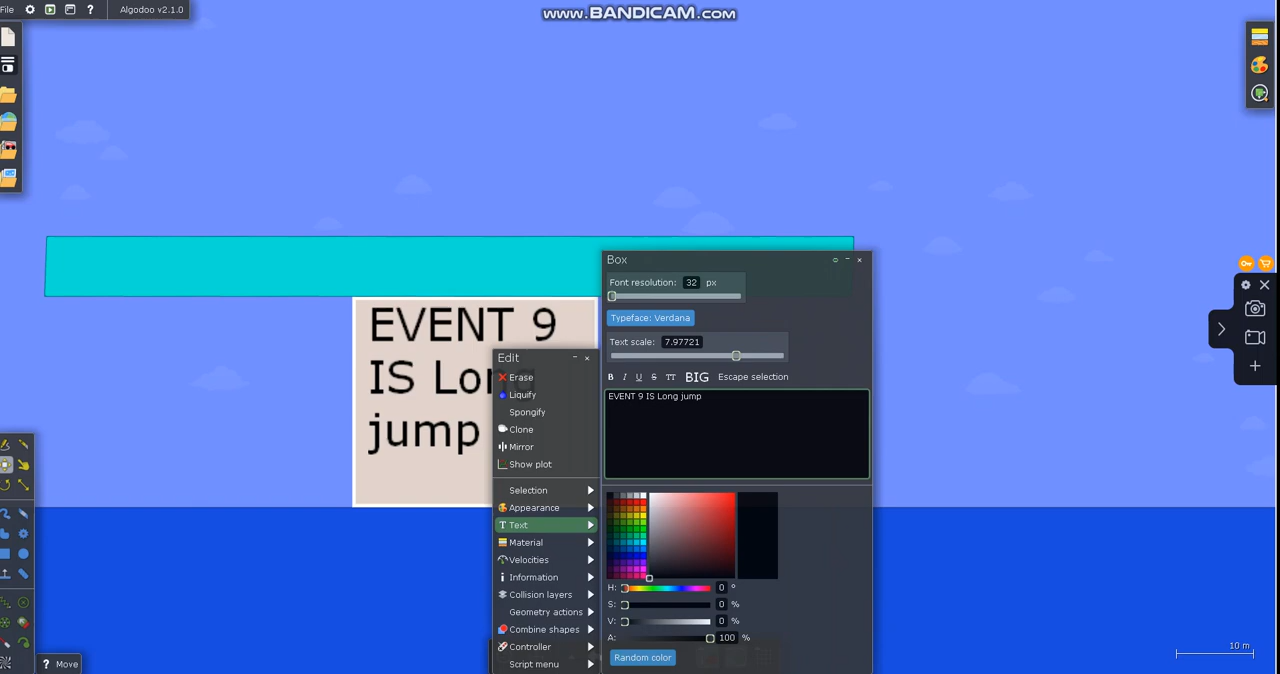 File
?
Algodoo v2.1.0
www.BANDICAM.com
EVENT 9
IS Long
jump
Box
Font resolution: 32 px
Typeface: Verdana
Text scale: 7.97721
B I U S TT BIG Escape selection
EVENT 9 IS Long jump
Edit
Erase
Liquify
Spongify
Clone
Mirror
Show plot
Selection
Appearance
T Text
Material
Velocities
Information
Collision layers
Geometry actions
Combine shapes
Controller
Script menu
H: 0 °
S: 0 %
V: 0 %
A: 100 %
Random color
? Move
10 m